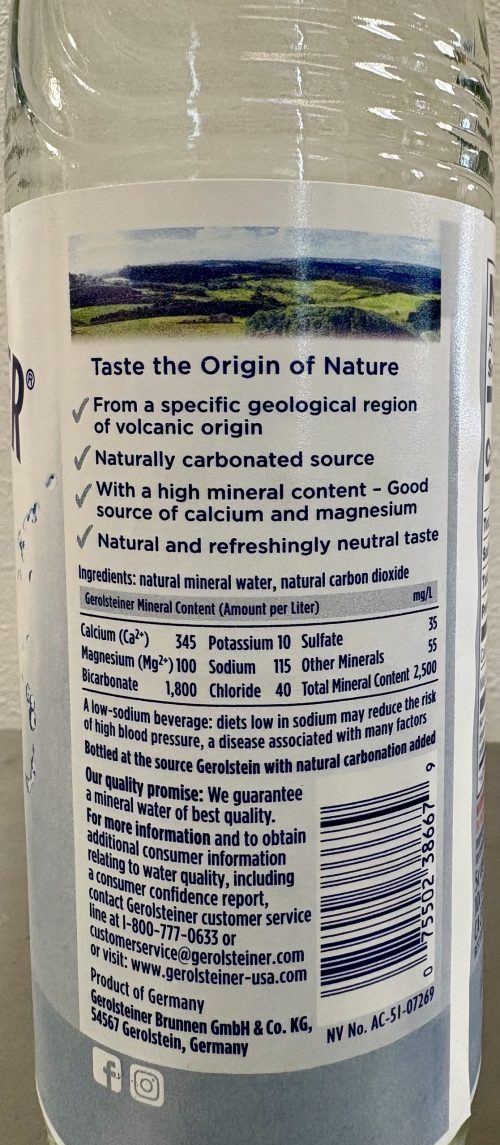 R®
Taste the Origin of Nature
✓ From a specific geological region
of volcanic origin
✓ Naturally carbonated source
✓ With a high mineral content – Good
source of calcium and magnesium
✓ Natural and refreshingly neutral taste
Ingredients: natural mineral water, natural carbon dioxide
Gerolsteiner Mineral Content (Amount per Liter) mg/L
Calcium (Ca²⁺) 345 Potassium 10 Sulfate 35
Magnesium (Mg²⁺) 100 Sodium 115 Other Minerals 55
Bicarbonate 1,800 Chloride 40 Total Mineral Content 2,500
A low-sodium beverage: diets low in sodium may reduce the risk
of high blood pressure, a disease associated with many factors
Bottled at the source Gerolstein with natural carbonation added
Our quality promise: We guarantee
a mineral water of best quality.
For more information and to obtain
additional consumer information
relating to water quality, including
a consumer confidence report,
contact Gerolsteiner customer service
line at 1-800-777-0633 or
customerservice@gerolsteiner.com
or visit: www.gerolsteiner-usa.com
Product of Germany
Gerolsteiner Brunnen GmbH & Co. KG,
54567 Gerolstein, Germany
0 75502 38667 9
NV No. AC-51-07269